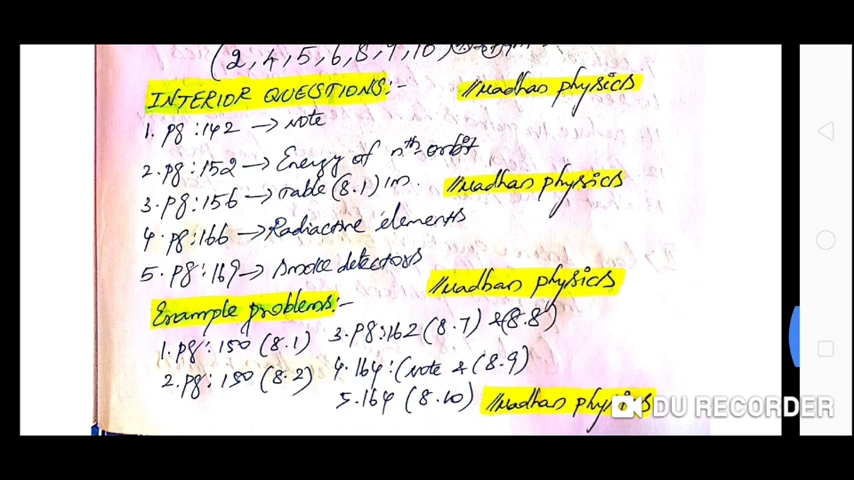 (2, 4, 5, 6, 8, 9, 10)
INTERIOR QUESTIONS:- //Madhan physics
1. Pg : 142 → Note
2. Pg : 152 → Energy of nth orbit
3. Pg : 156 → Table (8.1) im. //Madhan physics
4. Pg : 166 → Radiactive elements
5. Pg : 169 → Smoke detectors
//Madhan physics
Example problems:-
1. Pg : 150 (8.1) 3. Pg : 162 (8.7) & (8.8)
2. Pg : 150 (8.2) 4. 164 : (Note & (8.9)
5. 164 (8.10) //Madhan physics
DU RECORDER